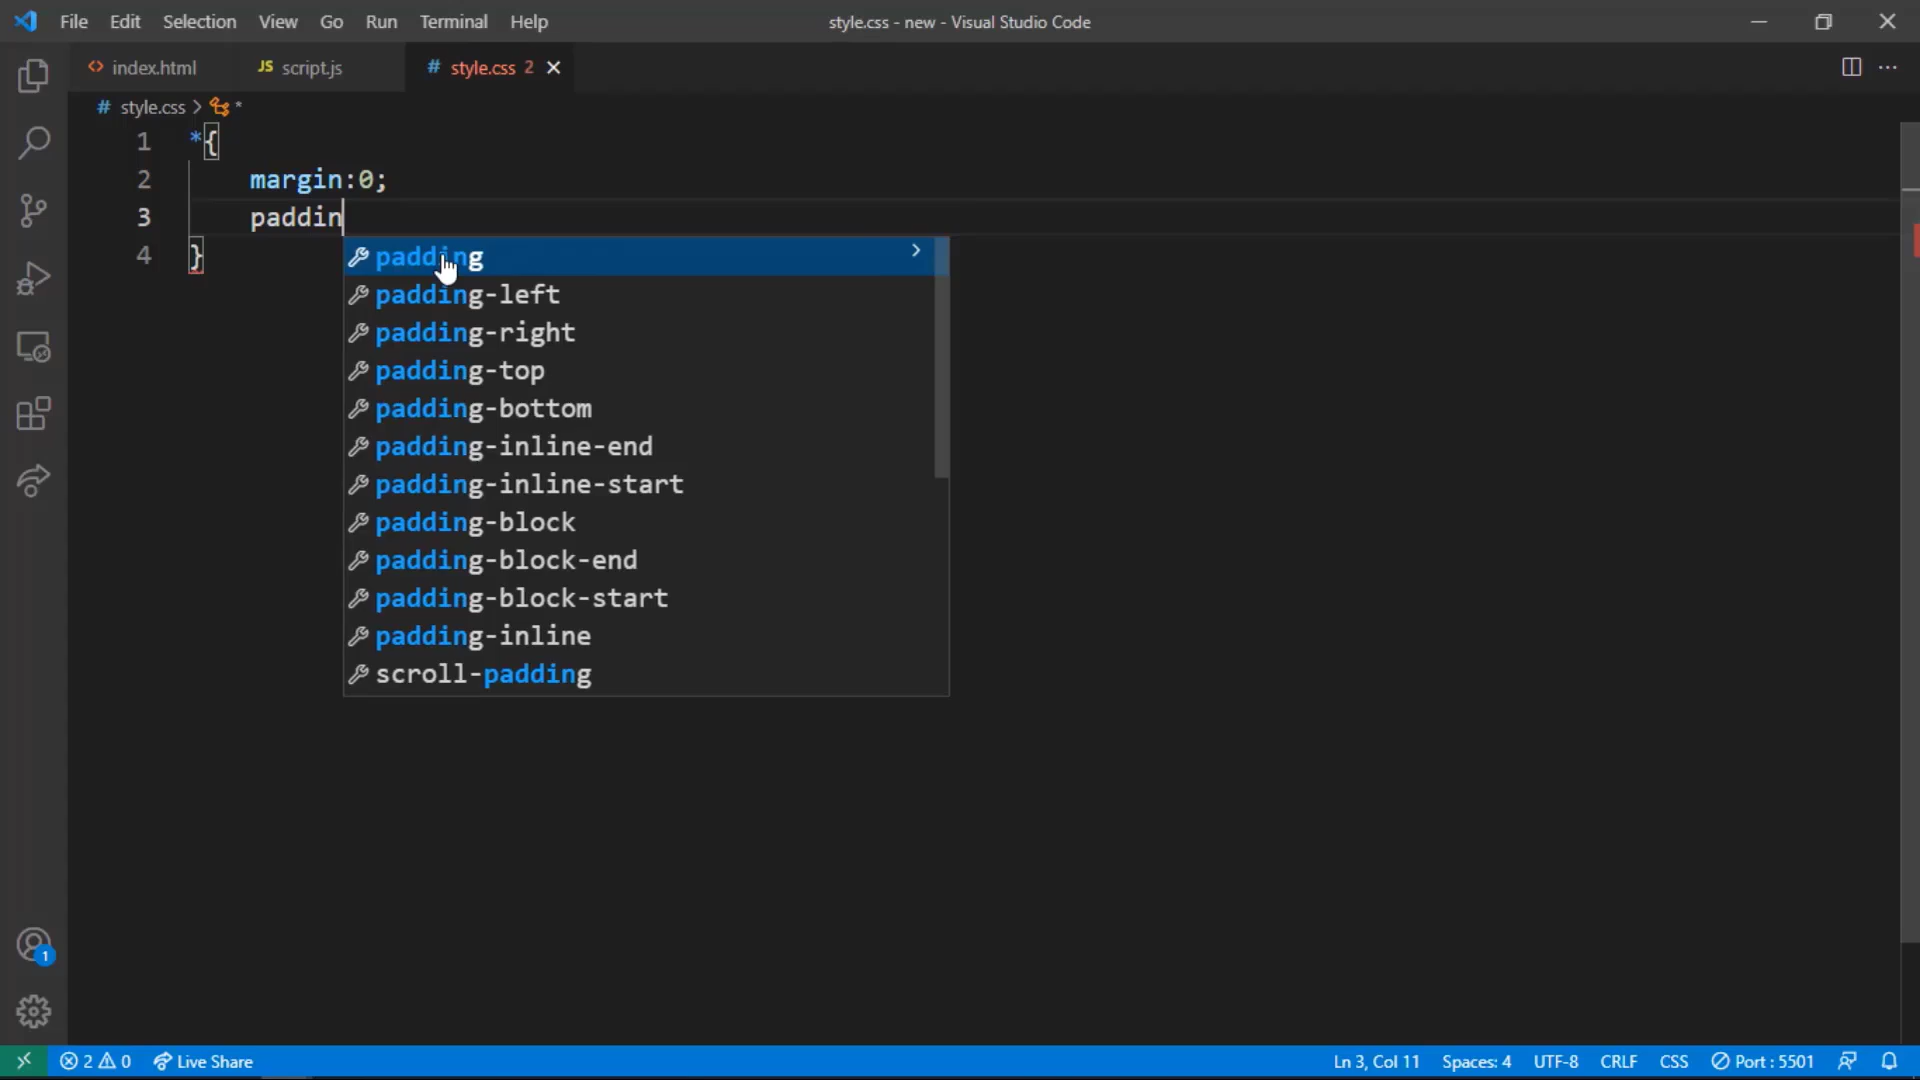 File Edit Selection View Go Run Terminal Help style.css - new - Visual Studio Code
<> index.html JS script.js # style.css 2
# style.css > *
1 *{
2 margin:0;
3 paddin
4 }
padding
padding-left
padding-right
padding-top
padding-bottom
padding-inline-end
padding-inline-start
padding-block
padding-block-end
padding-block-start
padding-inline
scroll-padding
1
2 0 Live Share Ln 3, Col 11 Spaces: 4 UTF-8 CRLF CSS Port : 5501